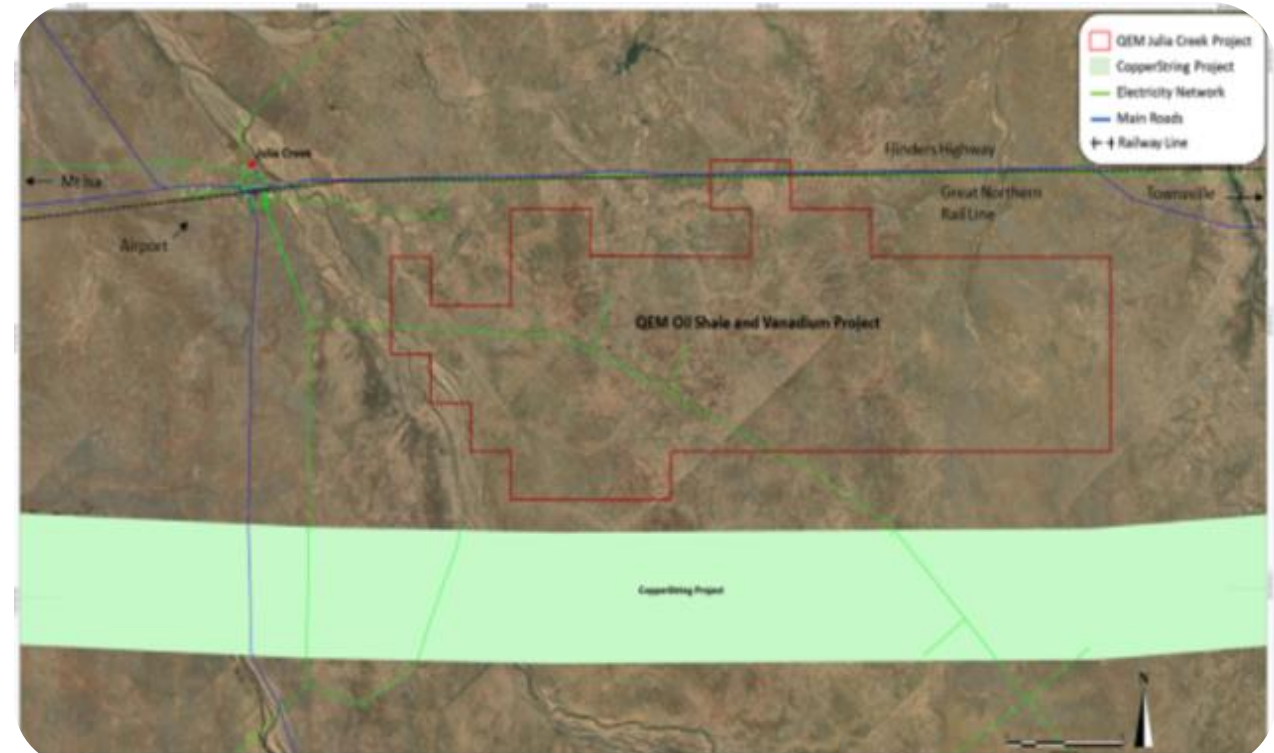 QEM Julia Creek Project
CopperString Project
Electricity Network
Main Roads
Railway Line
Julia Creek
Flinders Highway
Mt Isa
Great Northern
Rail Line
Townsville
Airport
QEM Oil Shale and Vanadium Project
CopperString Project
N